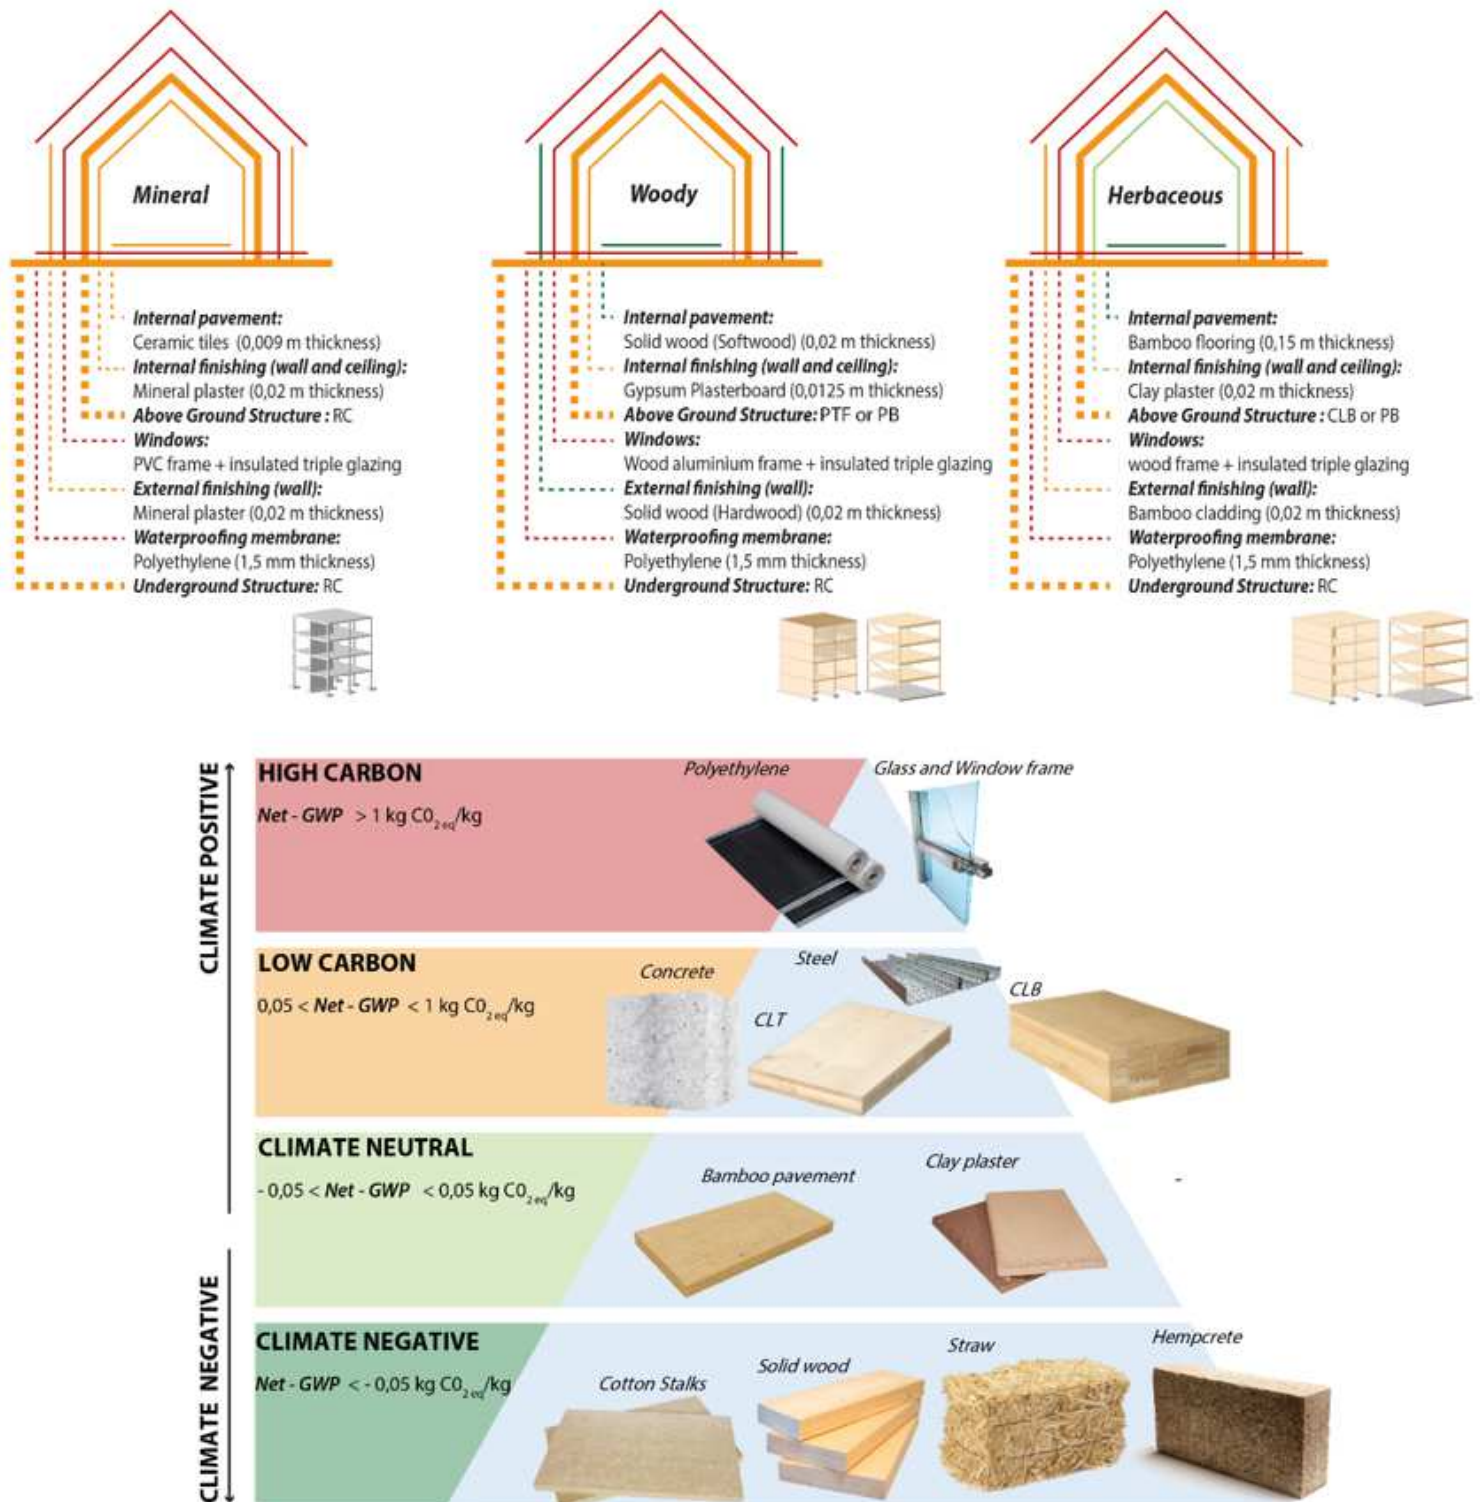 Mineral
Internal pavement:
Ceramic tiles (0,009 m thickness)
Internal finishing (wall and ceiling):
Mineral plaster (0,02 m thickness)
Above Ground Structure : RC
Windows:
PVC frame + insulated triple glazing
External finishing (wall):
Mineral plaster (0,02 m thickness)
Waterproofing membrane:
Polyethylene (1,5 mm thickness)
Underground Structure: RC
Woody
Internal pavement:
Solid wood (Softwood) (0,02 m thickness)
Internal finishing (wall and ceiling):
Gypsum Plasterboard (0,0125 m thickness)
Above Ground Structure: PTF or PB
Windows:
Wood aluminium frame + insulated triple glazing
External finishing (wall):
Solid wood (Hardwood) (0,02 m thickness)
Waterproofing membrane:
Polyethylene (1,5 mm thickness)
Underground Structure: RC
Herbaceous
Internal pavement:
Bamboo flooring (0,15 m thickness)
Internal finishing (wall and ceiling):
Clay plaster (0,02 m thickness)
Above Ground Structure : CLB or PB
Windows:
wood frame + insulated triple glazing
External finishing (wall):
Bamboo cladding (0,02 m thickness)
Waterproofing membrane:
Polyethylene (1,5 mm thickness)
Underground Structure: RC
CLIMATE POSITIVE
HIGH CARBON
Net - GWP > 1 kg C02 eq/kg
Polyethylene
Glass and Window frame
LOW CARBON
0,05 < Net - GWP < 1 kg C02 eq/kg
Concrete
Steel
CLT
CLB
CLIMATE NEUTRAL
- 0,05 < Net - GWP < 0,05 kg C02 eq/kg
Bamboo pavement
Clay plaster
-
CLIMATE NEGATIVE
CLIMATE NEGATIVE
Net - GWP < - 0,05 kg C02 eq/kg
Cotton Stalks
Solid wood
Straw
Hempcrete